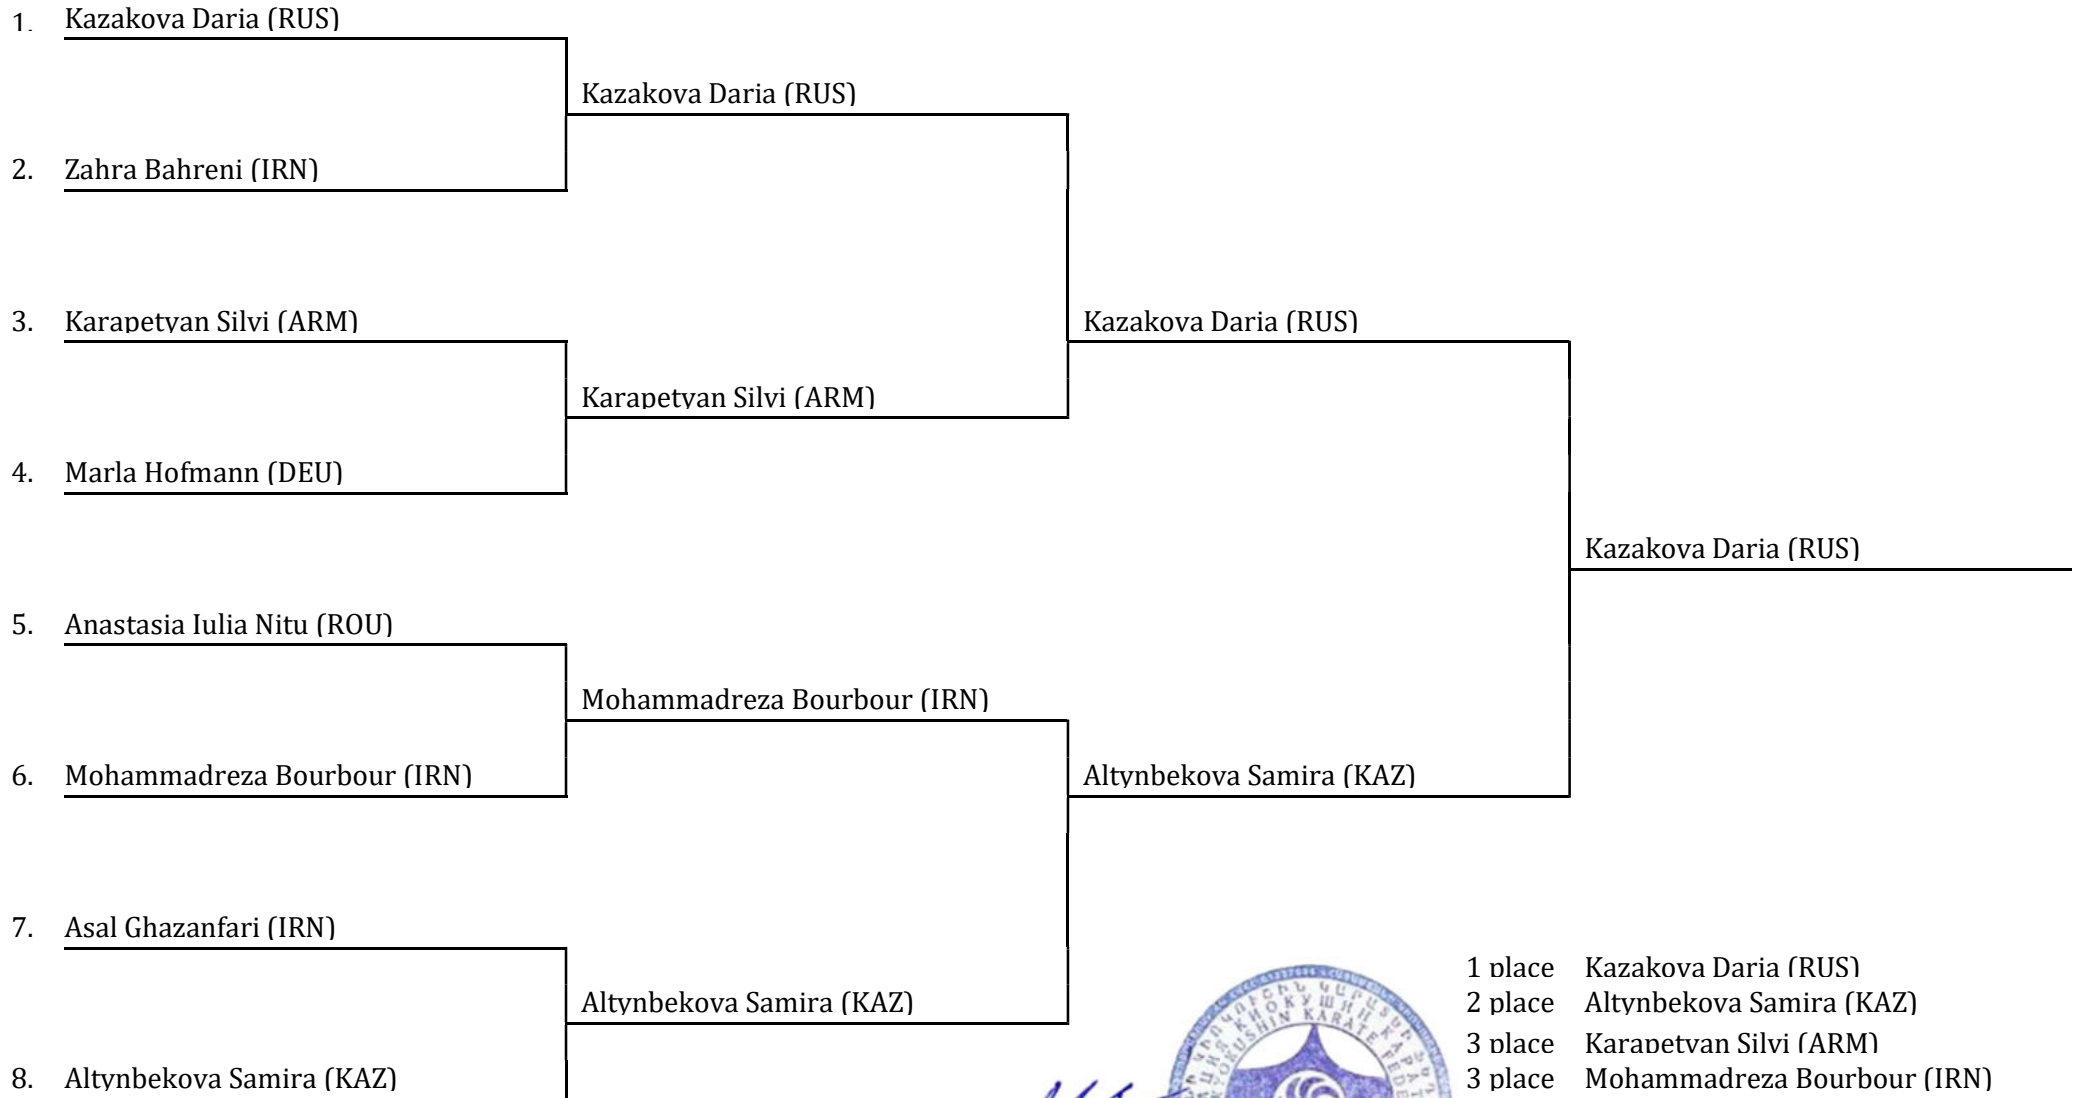 1. Kazakova Daria (RUS)
Kazakova Daria (RUS)
2. Zahra Bahreni (IRN)
3. Karapetyan Silvi (ARM)
Kazakova Daria (RUS)
Karapetyan Silvi (ARM)
4. Marla Hofmann (DEU)
Kazakova Daria (RUS)
5. Anastasia Iulia Nitu (ROU)
Mohammadreza Bourbour (IRN)
6. Mohammadreza Bourbour (IRN)
Altynbekova Samira (KAZ)
7. Asal Ghazanfari (IRN)
Altynbekova Samira (KAZ)
8. Altynbekova Samira (KAZ)
1 place Kazakova Daria (RUS)
2 place Altynbekova Samira (KAZ)
3 place Karapetyan Silvi (ARM)
3 place Mohammadreza Bourbour (IRN)
KARATE